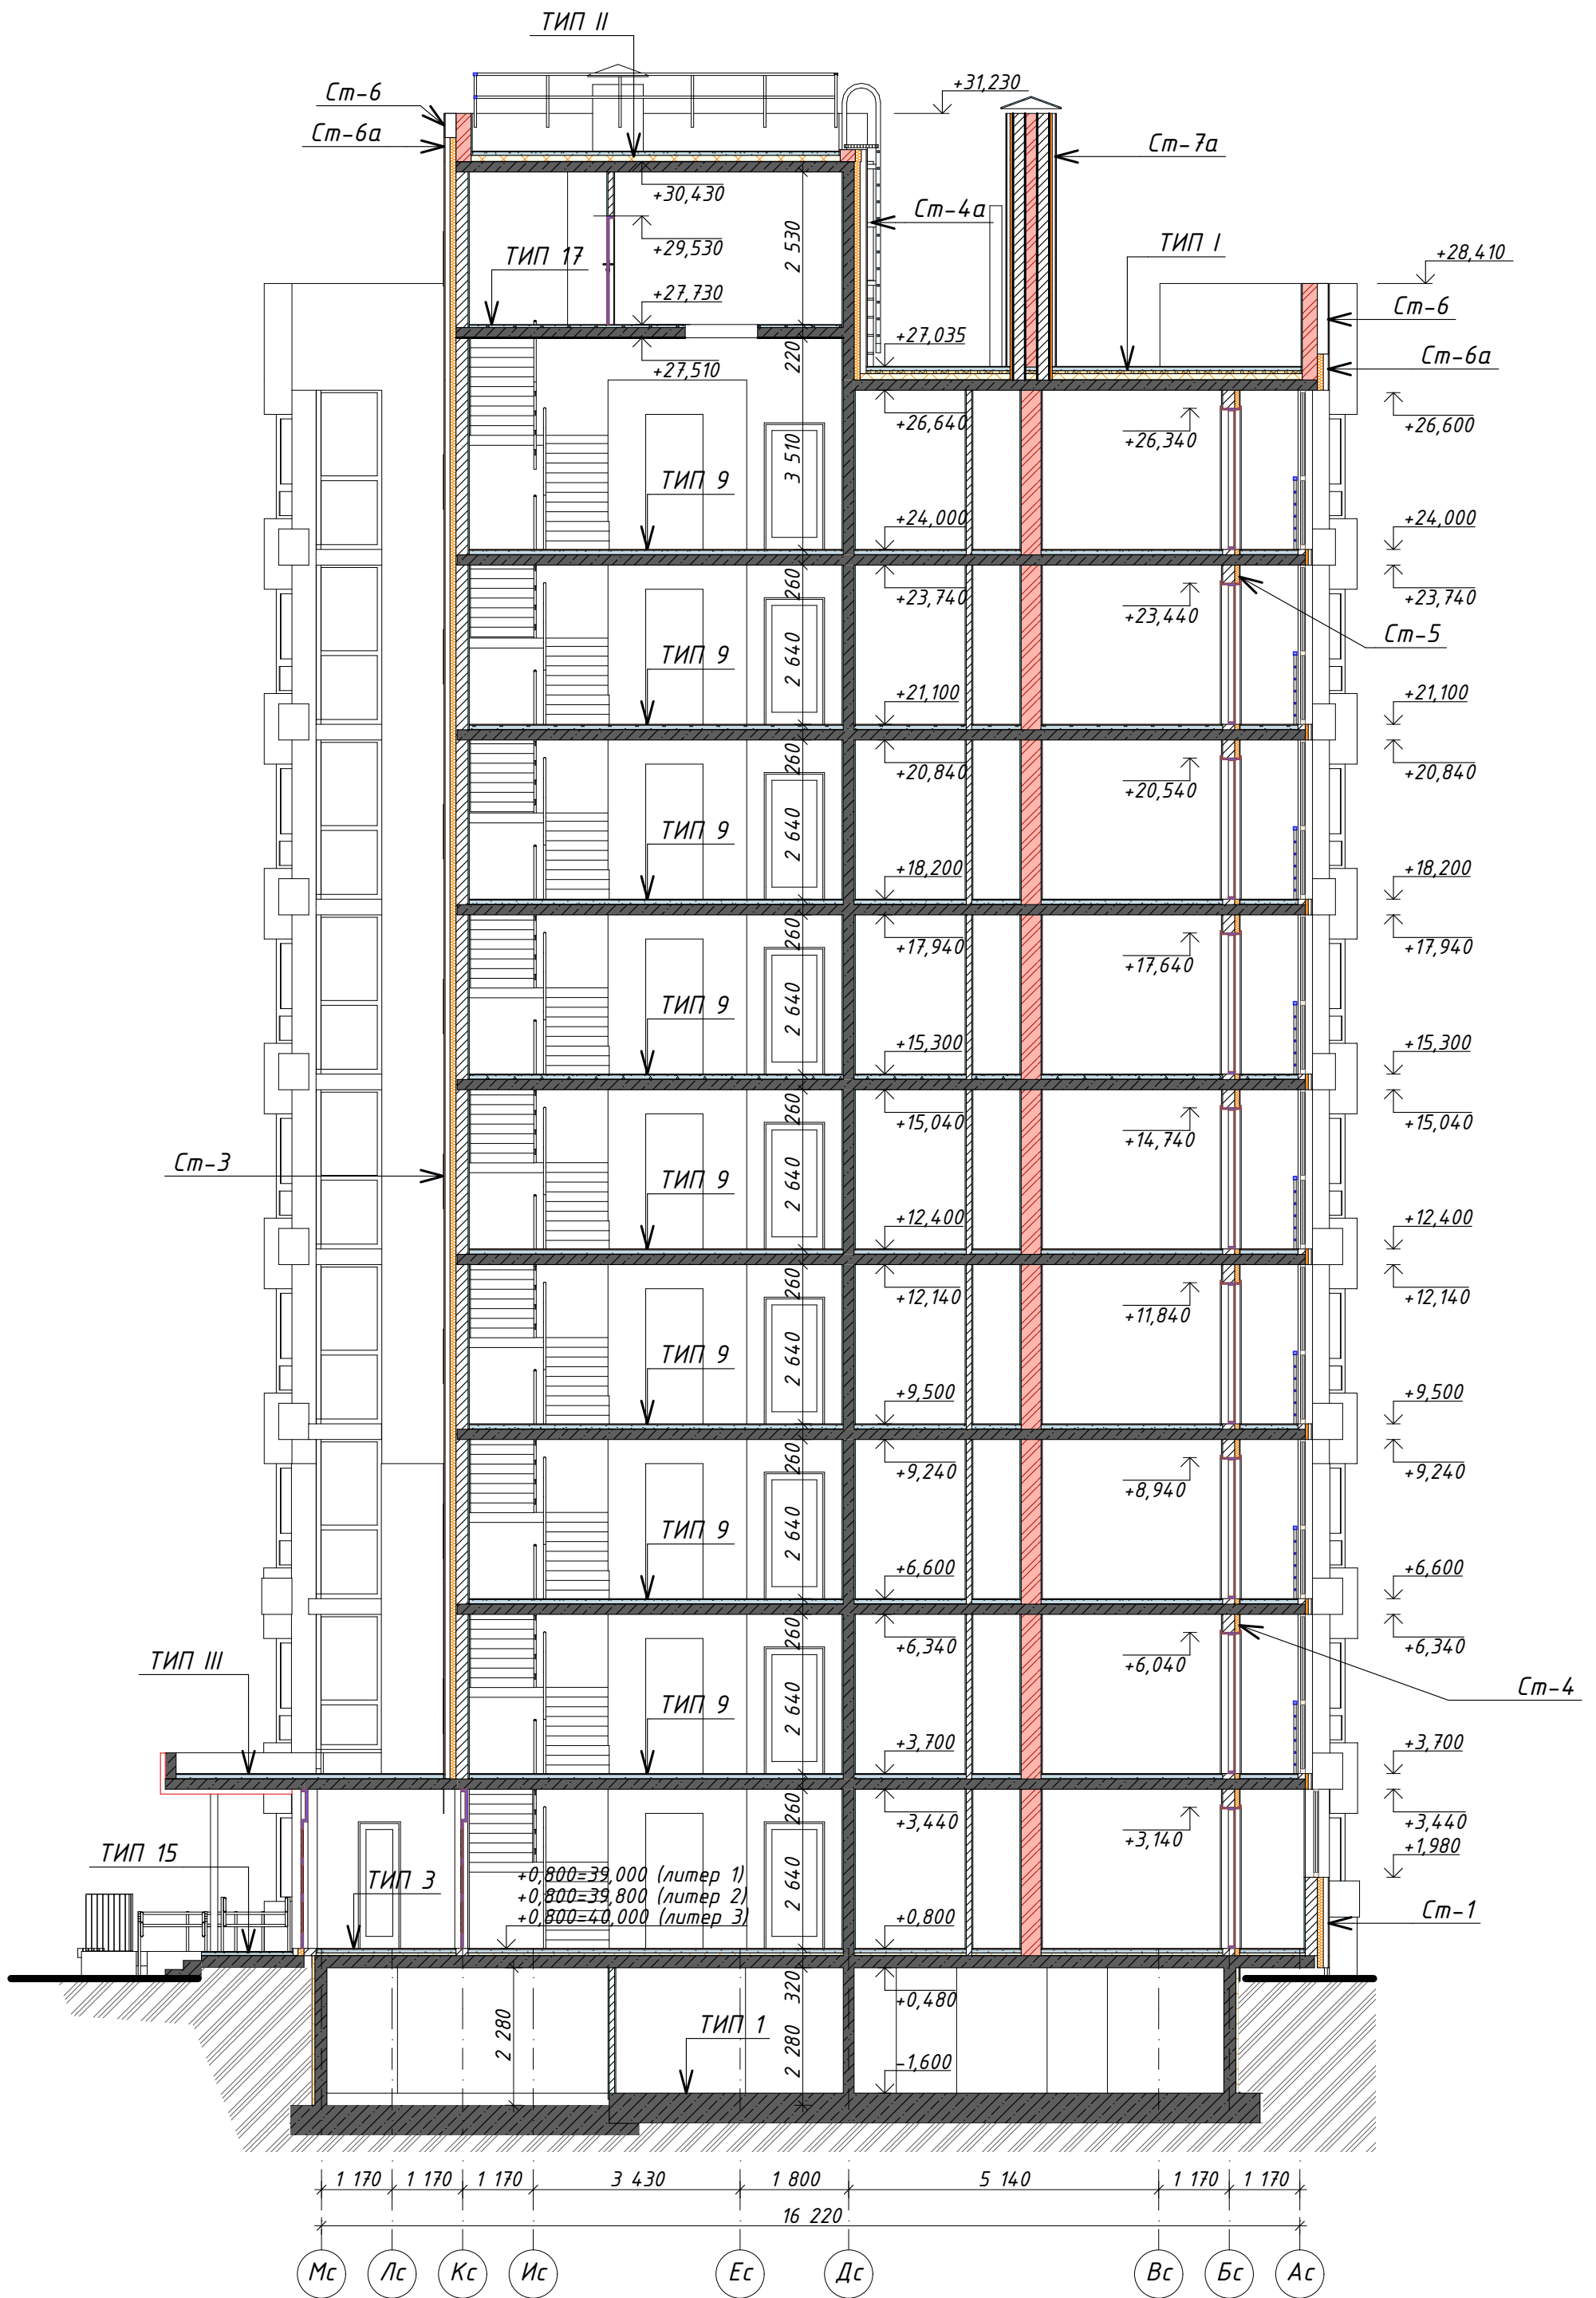 ТИП II
+31,230
Ст-6
Ст-6а
Ст-7а
+30,430
Ст-4а
+29,530
2 530
ТИП 17
ТИП I
+28,410
+27,730
Ст-6
+27,035
220
+27,510
Ст-6а
+26,640
+26,340
+26,600
3 510
ТИП 9
+24,000
+24,000
260
+23,740
+23,440
+23,740
Ст-5
ТИП 9
2 640
+21,100
+21,100
260
+20,840
+20,540
+20,840
ТИП 9
2 640
+18,200
+18,200
260
+17,940
+17,640
+17,940
ТИП 9
2 640
+15,300
+15,300
260
+15,040
+14,740
+15,040
Ст-3
ТИП 9
2 640
+12,400
+12,400
260
+12,140
+11,840
+12,140
ТИП 9
2 640
+9,500
+9,500
260
+9,240
+8,940
+9,240
ТИП 9
2 640
+6,600
+6,600
260
+6,340
+6,040
+6,340
ТИП III
Ст-4
ТИП 9
2 640
+3,700
+3,700
260
+3,440
+3,140
+3,440
+1,980
ТИП 15
ТИП 3
+0,800=39,000 (литер 1)
+0,800=39,800 (литер 2)
+0,800=40,000 (литер 3)
2 640
+0,800
Ст-1
320
+0,480
2 280
ТИП 1
2 280
-1,600
1 170 1 170 1 170 3 430 1 800 5 140 1 170 1 170
16 220
Мс Лс Кс Ис Ес Дс Вс Бс Ас